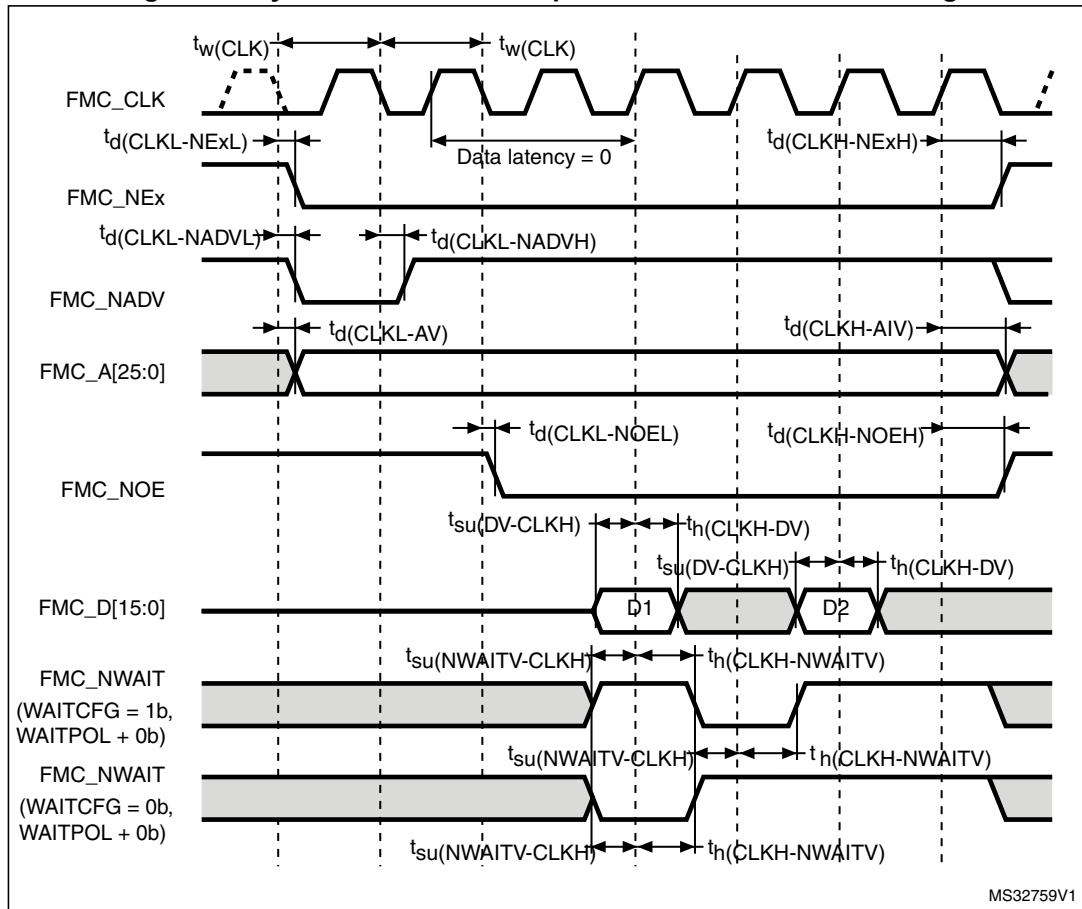 tw(CLK) tw(CLK)
FMC_CLK
td(CLKL-NExL) Data latency = 0 td(CLKH-NExH)
FMC_NEx
td(CLKL-NADVL) td(CLKL-NADVH)
FMC_NADV
td(CLKL-AV) td(CLKH-AIV)
FMC_A[25:0]
td(CLKL-NOEL) td(CLKH-NOEH)
FMC_NOE
tsu(DV-CLKH) th(CLKH-DV)
tsu(DV-CLKH) th(CLKH-DV)
FMC_D[15:0] D1 D2
tsu(NWAITV-CLKH) th(CLKH-NWAITV)
FMC_NWAIT
(WAITCFG = 1b,
WAITPOL + 0b)
tsu(NWAITV-CLKH) th(CLKH-NWAITV)
FMC_NWAIT
(WAITCFG = 0b,
WAITPOL + 0b)
tsu(NWAITV-CLKH) th(CLKH-NWAITV)
MS32759V1